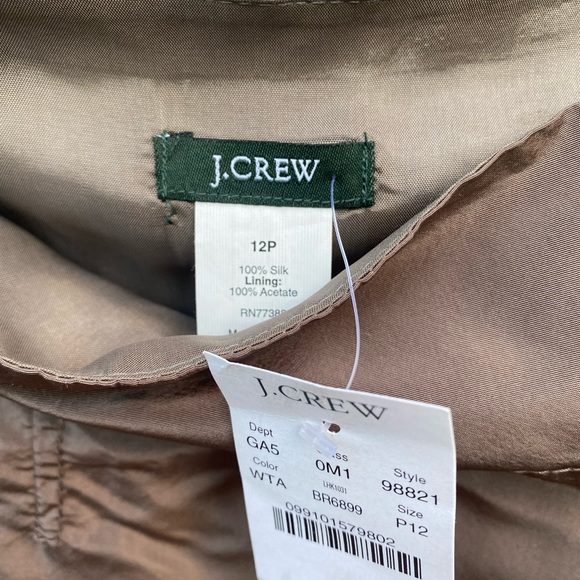 J.CREW
12P
100% Silk
Lining:
100% Acetate
J.CREW
Dept Style
GA5 0M1 98821
Color LHK1031 Size
WTA BR6899 P12
099101579802